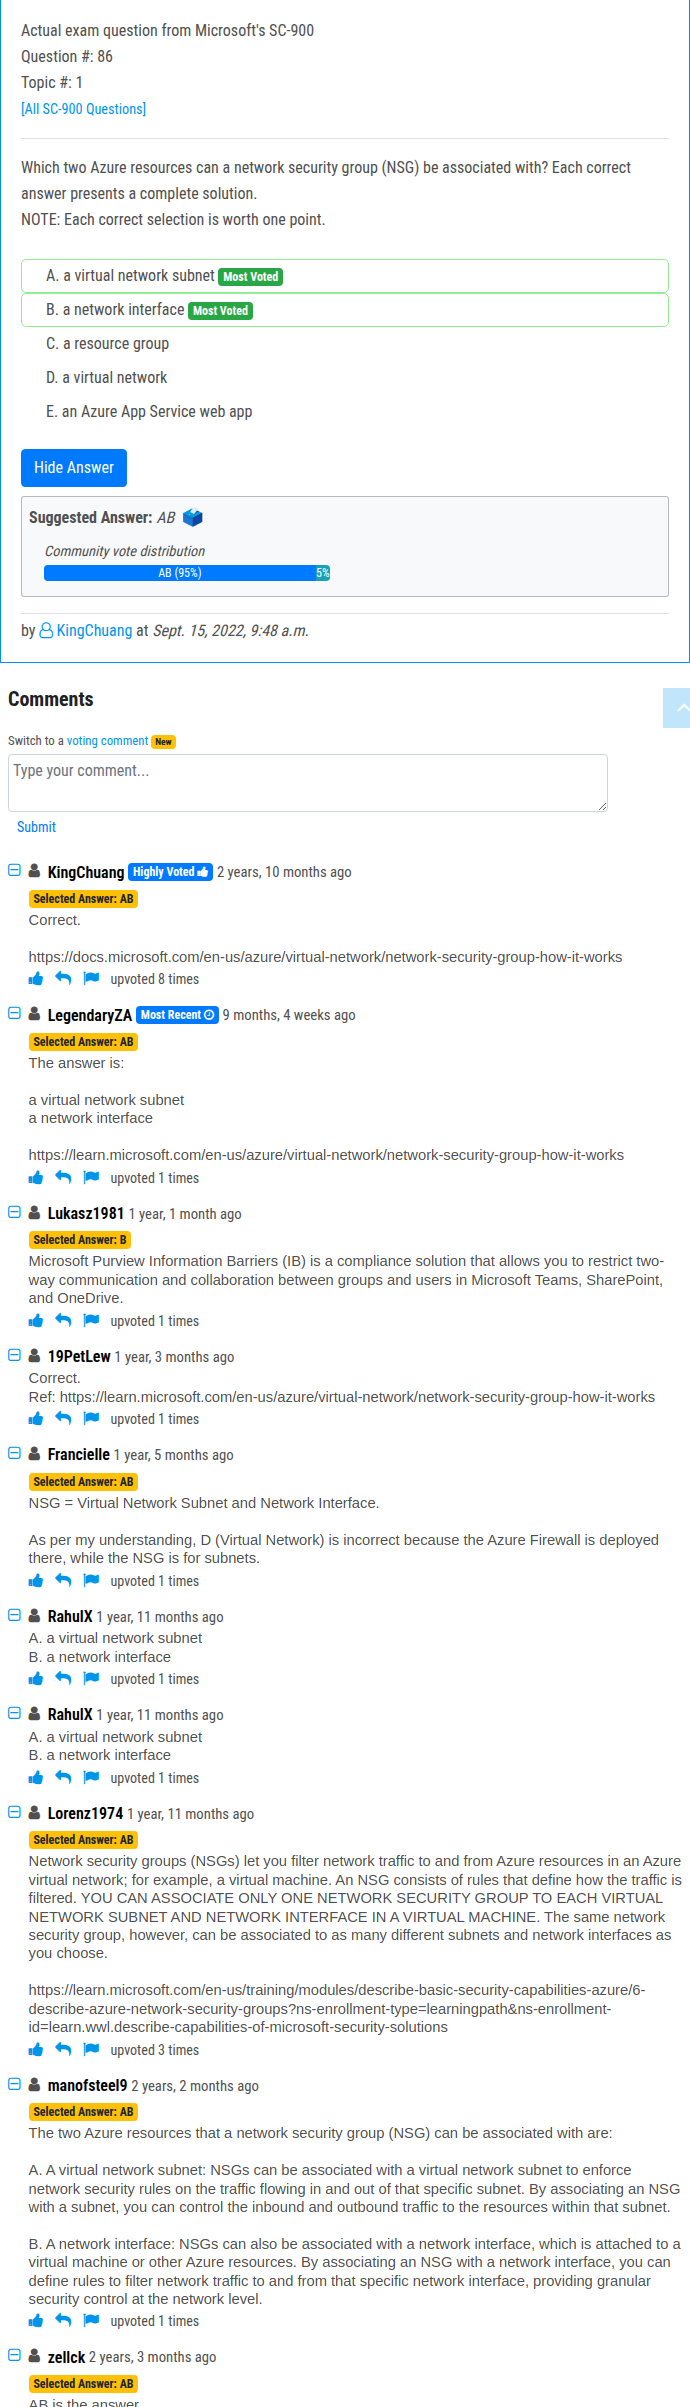 Actual exam question from Microsoft's SC-900
Question #: 86
Topic #: 1
[All SC-900 Questions]
Which two Azure resources can a network security group (NSG) be associated with? Each correct
answer presents a complete solution.
NOTE: Each correct selection is worth one point.
A. a virtual network subnet Most Voted
B. a network interface Most Voted
C. a resource group
D. a virtual network
E. an Azure App Service web app
Hide Answer
Suggested Answer: AB
Community vote distribution
AB (95%) 5%
by KingChuang at Sept. 15, 2022, 9:48 a.m.
Comments
Switch to a voting comment New
Type your comment...
Submit
KingChuang Highly Voted 2 years, 10 months ago
Selected Answer: AB
Correct.
https://docs.microsoft.com/en-us/azure/virtual-network/network-security-group-how-it-works
upvoted 8 times
LegendaryZA Most Recent 9 months, 4 weeks ago
Selected Answer: AB
The answer is:
a virtual network subnet
a network interface
https://learn.microsoft.com/en-us/azure/virtual-network/network-security-group-how-it-works
upvoted 1 times
Lukasz1981 1 year, 1 month ago
Selected Answer: B
Microsoft Purview Information Barriers (IB) is a compliance solution that allows you to restrict two-
way communication and collaboration between groups and users in Microsoft Teams, SharePoint,
and OneDrive.
upvoted 1 times
19PetLew 1 year, 3 months ago
Correct.
Ref: https://learn.microsoft.com/en-us/azure/virtual-network/network-security-group-how-it-works
upvoted 1 times
Francielle 1 year, 5 months ago
Selected Answer: AB
NSG = Virtual Network Subnet and Network Interface.
As per my understanding, D (Virtual Network) is incorrect because the Azure Firewall is deployed
there, while the NSG is for subnets.
upvoted 1 times
RahulX 1 year, 11 months ago
A. a virtual network subnet
B. a network interface
upvoted 1 times
RahulX 1 year, 11 months ago
A. a virtual network subnet
B. a network interface
upvoted 1 times
Lorenz1974 1 year, 11 months ago
Selected Answer: AB
Network security groups (NSGs) let you filter network traffic to and from Azure resources in an Azure
virtual network; for example, a virtual machine. An NSG consists of rules that define how the traffic is
filtered. YOU CAN ASSOCIATE ONLY ONE NETWORK SECURITY GROUP TO EACH VIRTUAL
NETWORK SUBNET AND NETWORK INTERFACE IN A VIRTUAL MACHINE. The same network
security group, however, can be associated to as many different subnets and network interfaces as
you choose.
https://learn.microsoft.com/en-us/training/modules/describe-basic-security-capabilities-azure/6-
describe-azure-network-security-groups?ns-enrollment-type=learningpath&ns-enrollment-
id=learn.wwl.describe-capabilities-of-microsoft-security-solutions
upvoted 3 times
manofsteel9 2 years, 2 months ago
Selected Answer: AB
The two Azure resources that a network security group (NSG) can be associated with are:
A. A virtual network subnet: NSGs can be associated with a virtual network subnet to enforce
network security rules on the traffic flowing in and out of that specific subnet. By associating an NSG
with a subnet, you can control the inbound and outbound traffic to the resources within that subnet.
B. A network interface: NSGs can also be associated with a network interface, which is attached to a
virtual machine or other Azure resources. By associating an NSG with a network interface, you can
define rules to filter network traffic to and from that specific network interface, providing granular
security control at the network level.
upvoted 1 times
zellck 2 years, 3 months ago
Selected Answer: AB
AB is the answer